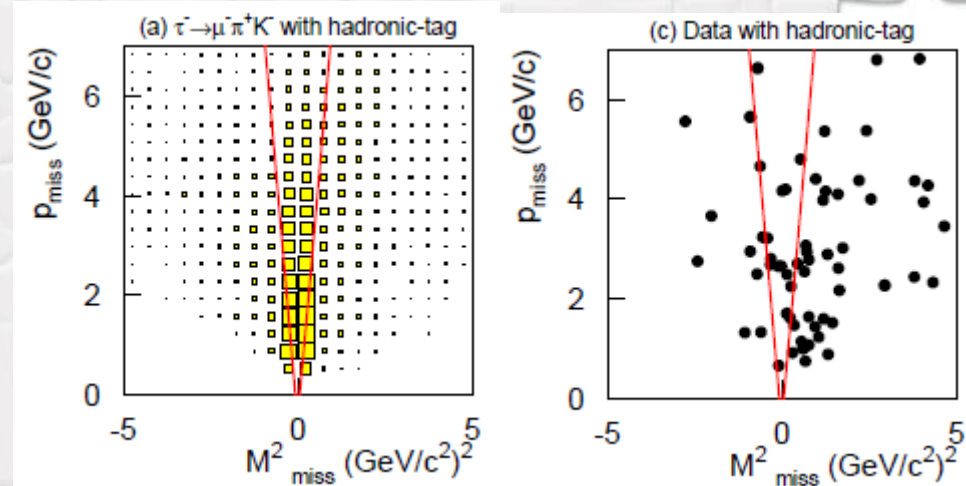 (a) τ⁻→μ⁻π⁺K⁻ with hadronic-tag
p_miss (GeV/c)
6
4
2
0
-5
0
5
M²_miss (GeV/c²)²
(c) Data with hadronic-tag
p_miss (GeV/c)
6
4
2
0
-5
0
5
M²_miss (GeV/c²)²